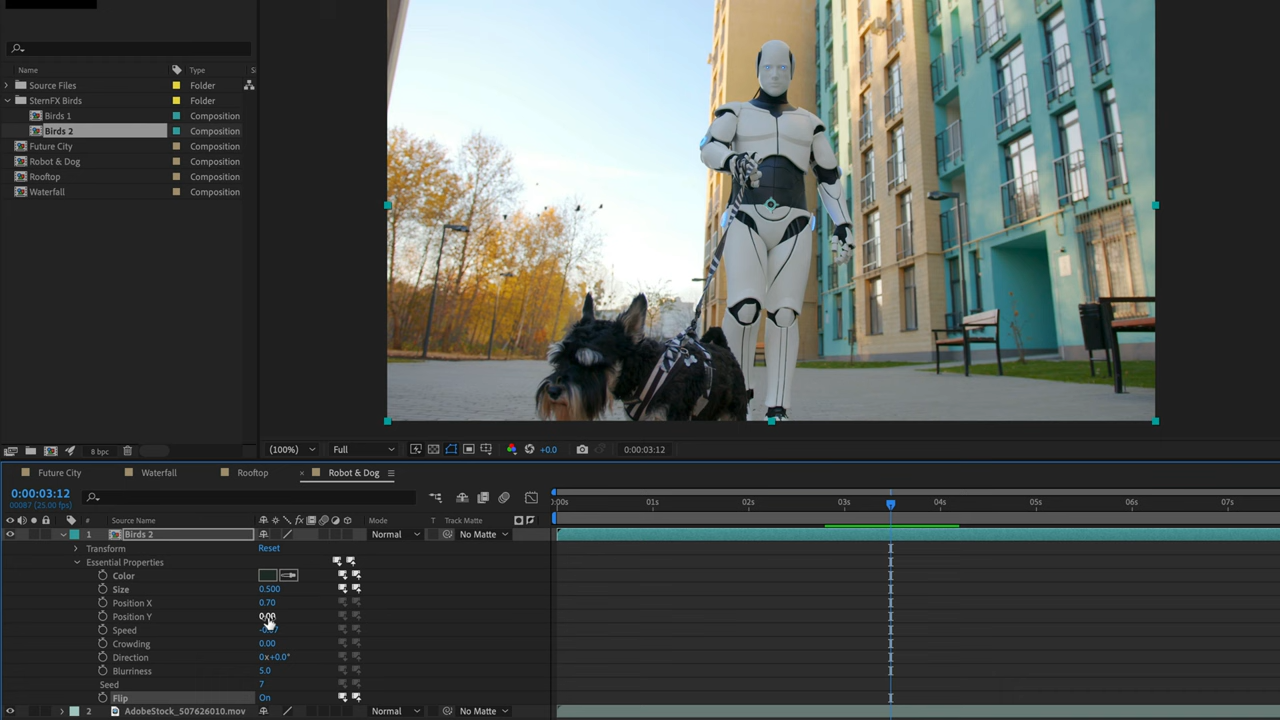 Name Type S
Source Files Folder
SternFX Birds Folder
Birds 1 Composition
Birds 2 Composition
Future City Composition
Robot & Dog Composition
Rooftop Composition
Waterfall Composition
8 bpc
(100%) Full +0.0 0:00:03:12
Future City Waterfall Rooftop × Robot & Dog
0:00:03:12
00087 (25.00 fps)
:00s 01s 02s 03s 04s 05s 06s 07s
# Source Name Mode T Track Matte
1 Birds 2 Normal No Matte
Transform Reset
Essential Properties
Color
Size 0.500
Position X 0.70
Position Y
Speed
Crowding 0.00
Direction 0x+0.0°
Blurriness 5.0
Seed 7
Flip On
2 AdobeStock_507626010.mov Normal No Matte